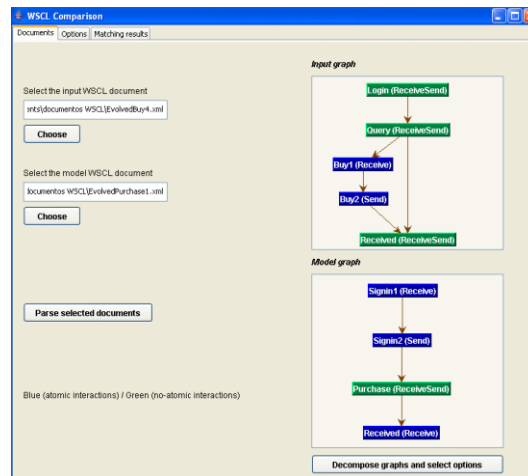 WSCL Comparison
Documents
Options
Matching results
Select the input WSCL document
ents\documentos WSCL\EvolvedBuy4.xml
Choose
Select the model WSCL document
documentos WSCL\EvolvedPurchase1.xml
Choose
Parse selected documents
Blue (atomic interactions) / Green (no-atomic interactions)
Input graph
Login (ReceiveSend)
Query (ReceiveSend)
Buy1 (Receive)
Buy2 (Send)
Received (ReceiveSend)
Model graph
Signin1 (Receive)
Signin2 (Send)
Purchase (ReceiveSend)
Received (Receive)
Decompose graphs and select options